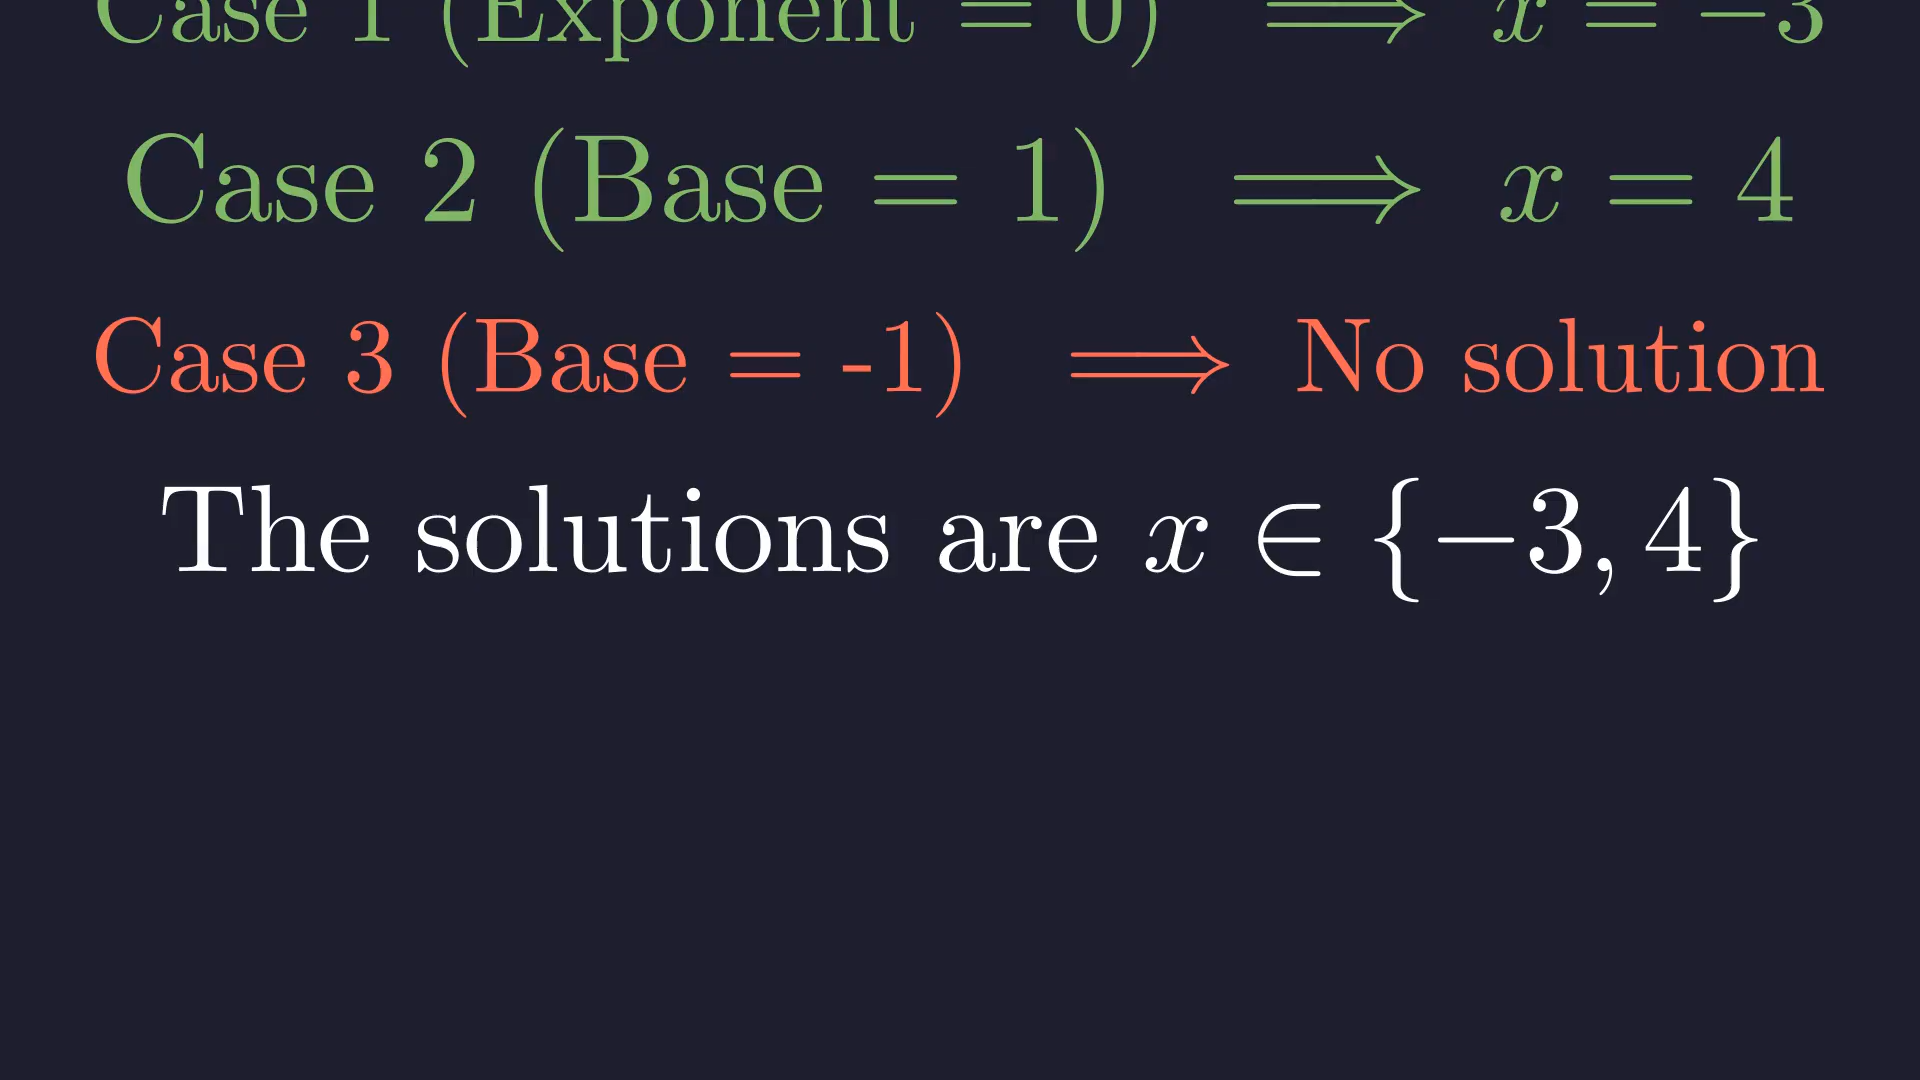 Case 1 (Exponent = 0) ⟹ x = −3
Case 2 (Base = 1) ⟹ x = 4
Case 3 (Base = -1) ⟹ No solution
The solutions are x ∈ {−3, 4}